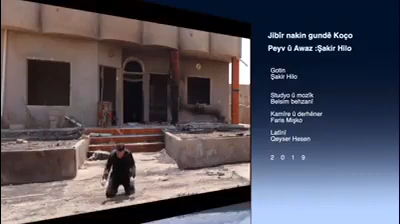 Jibîr nakin gundê Koço
Peyv û Awaz :Şakir Hilo
Gotin
Şakir Hilo
Studyo û mozîk
Belsim behzanî
Kamîre û derhêner
Faris Mişko
Latînî
Qeyser Hesen
2 0 1 9